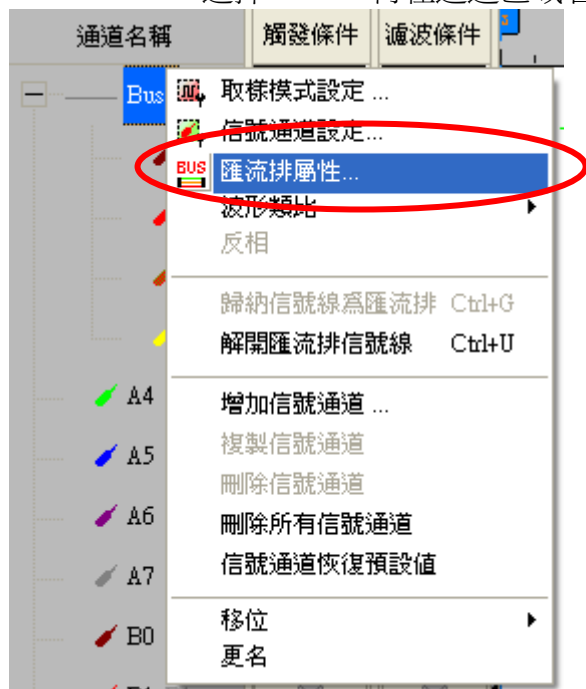 通道名稱 觸發條件 濾波條件
Bus
取樣模式設定 ...
信號通道設定...
BUS 匯流排屬性...
波形類比
反相
歸納信號線為匯流排 Ctrl+G
解開匯流排信號線 Ctrl+U
A4
增加信號通道 ...
A5
複製信號通道
刪除信號通道
A6
刪除所有信號通道
A7
信號通道恢復預設值
B0
移位
更名